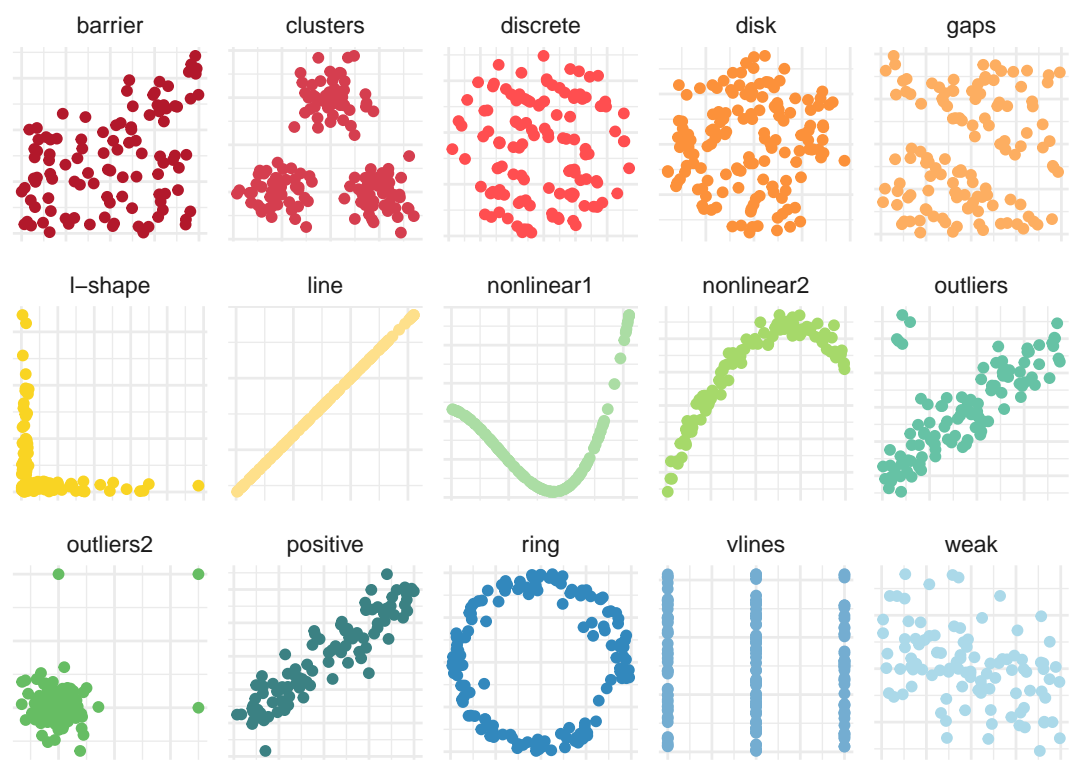 barrier clusters discrete disk gaps
l−shape line nonlinear1 nonlinear2 outliers
outliers2 positive ring vlines weak